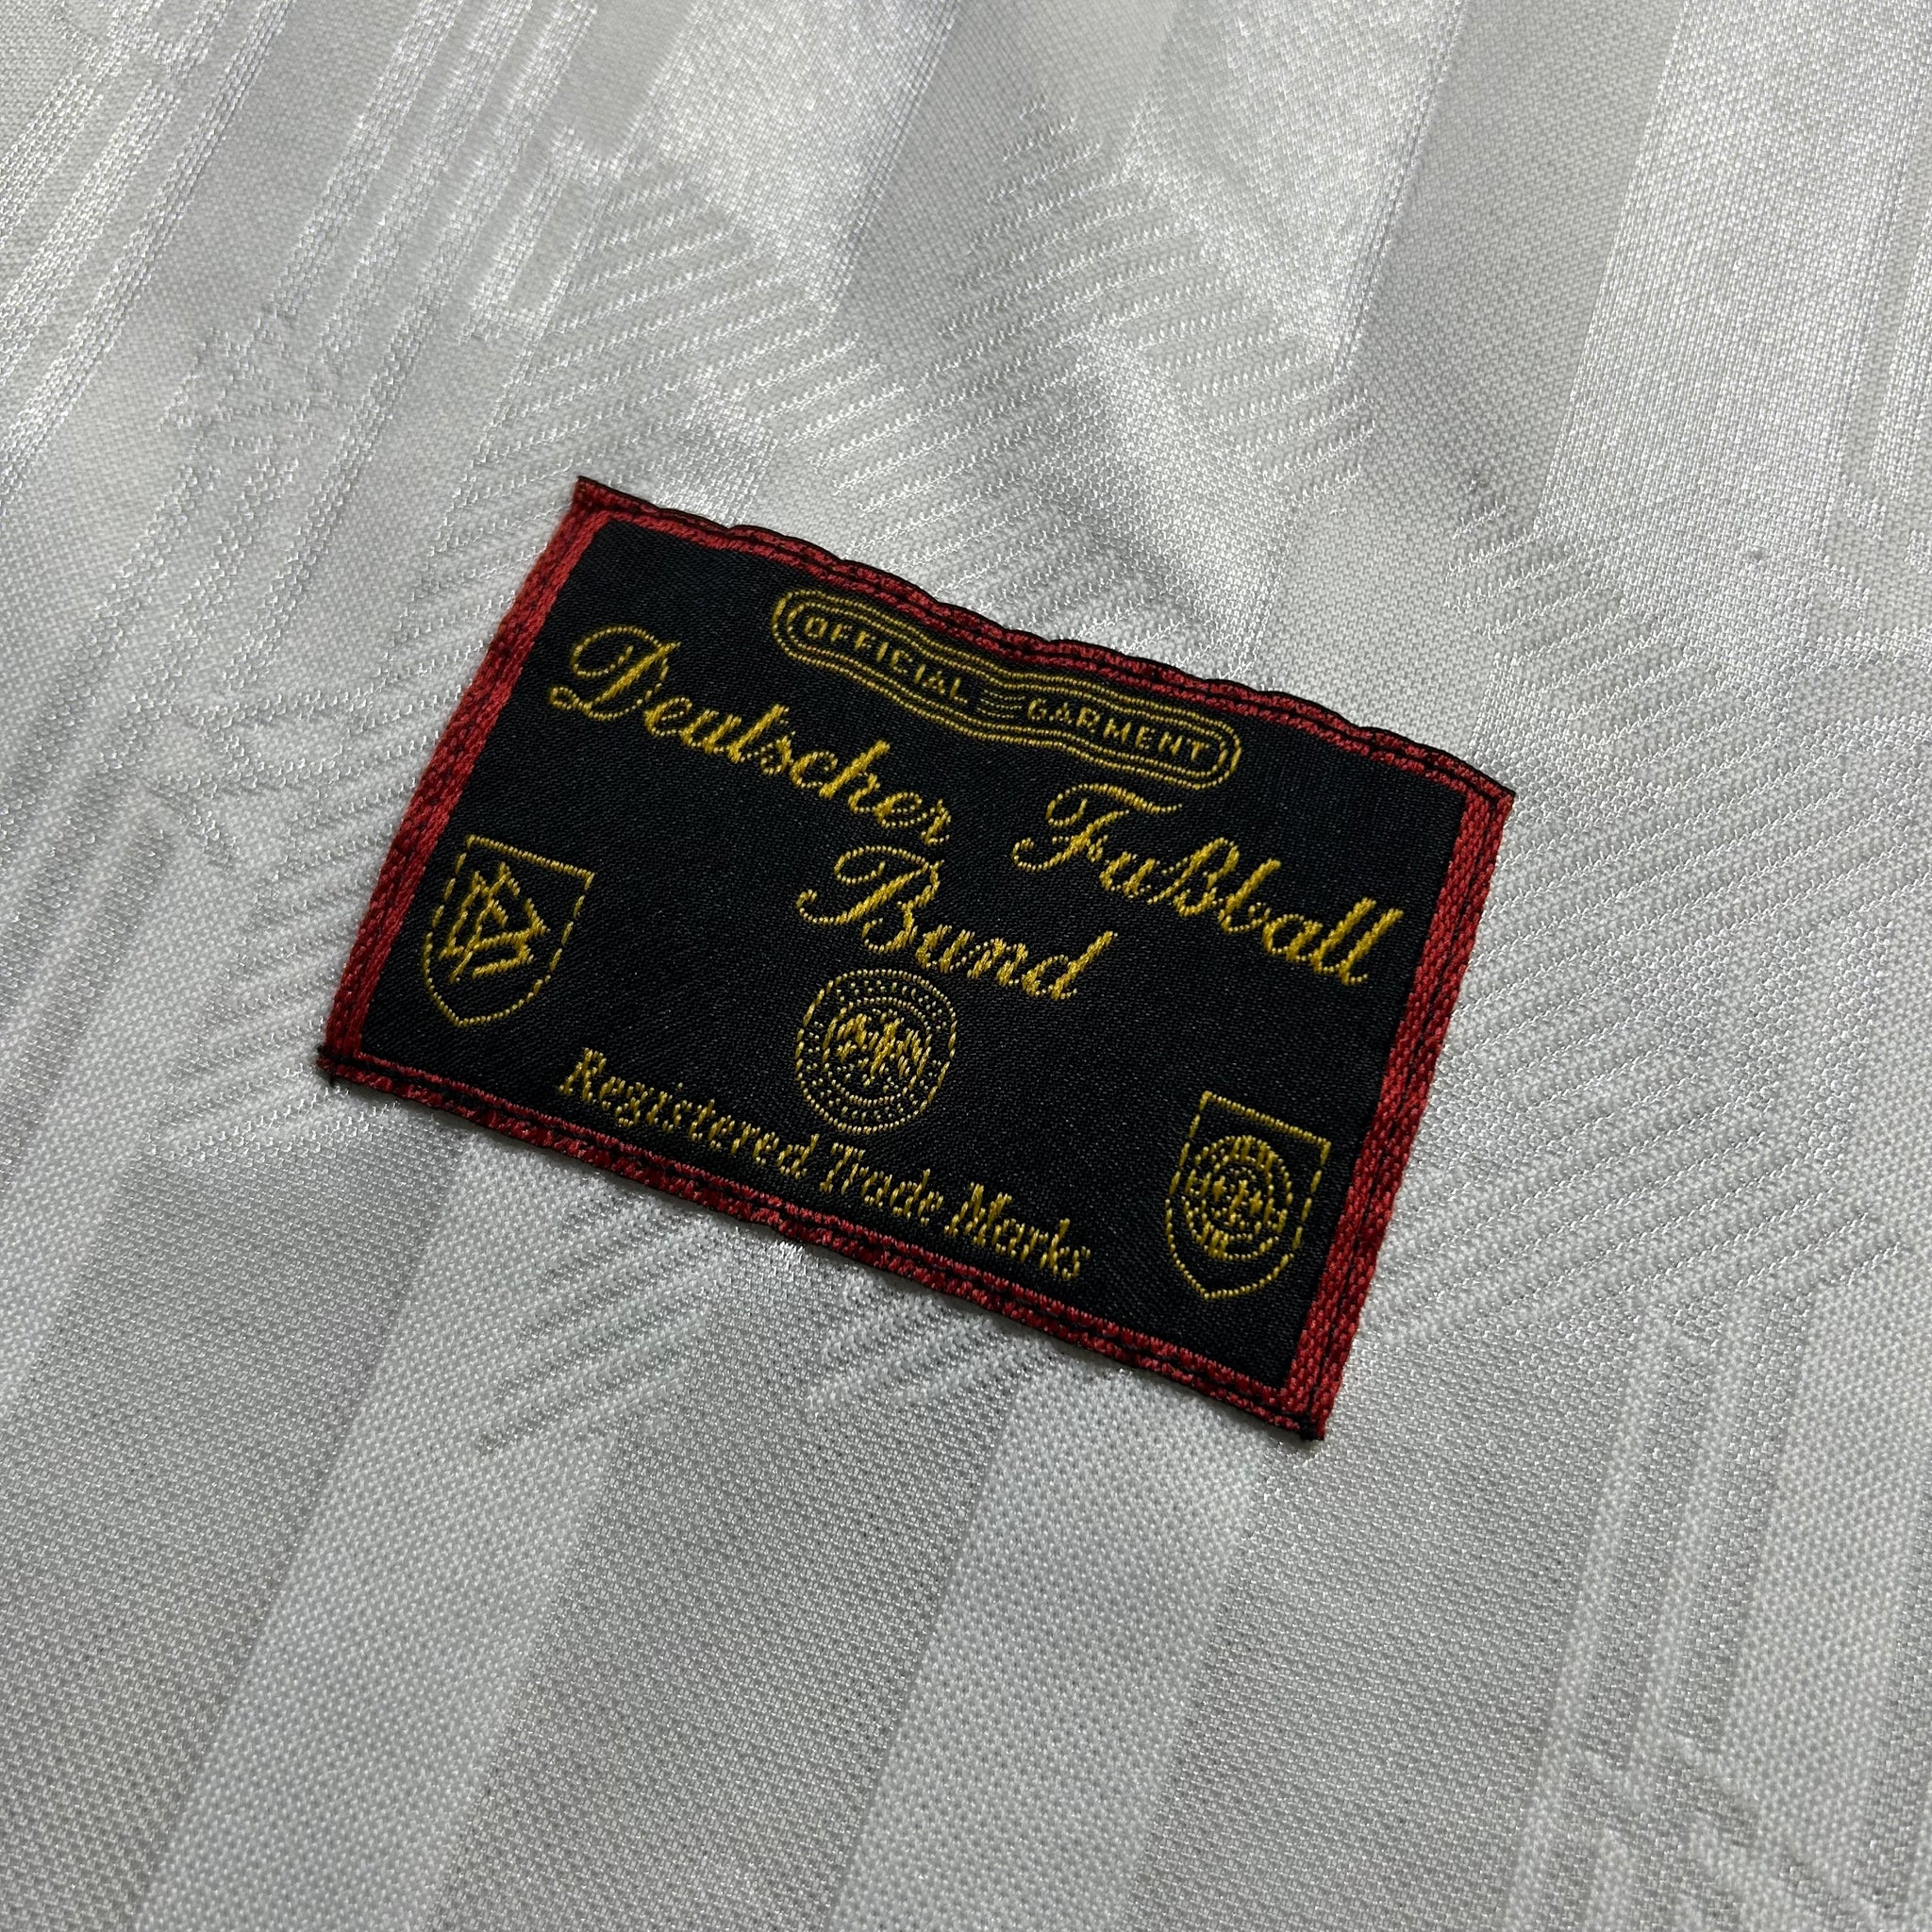 OFFICIAL GARMENT
Deutscher Fußball
Bund
Registered Trade Marks